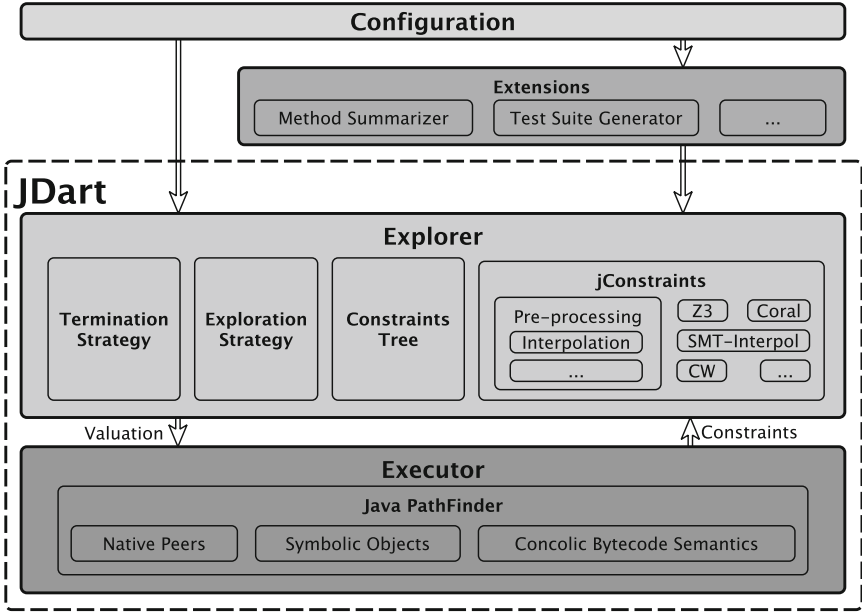 Configuration
Extensions
Method Summarizer
Test Suite Generator
...
JDart
Explorer
Termination
Strategy
Exploration
Strategy
Constraints
Tree
jConstraints
Pre-processing
Interpolation
...
Z3
Coral
SMT-Interpol
CW
...
Valuation
Constraints
Executor
Java PathFinder
Native Peers
Symbolic Objects
Concolic Bytecode Semantics